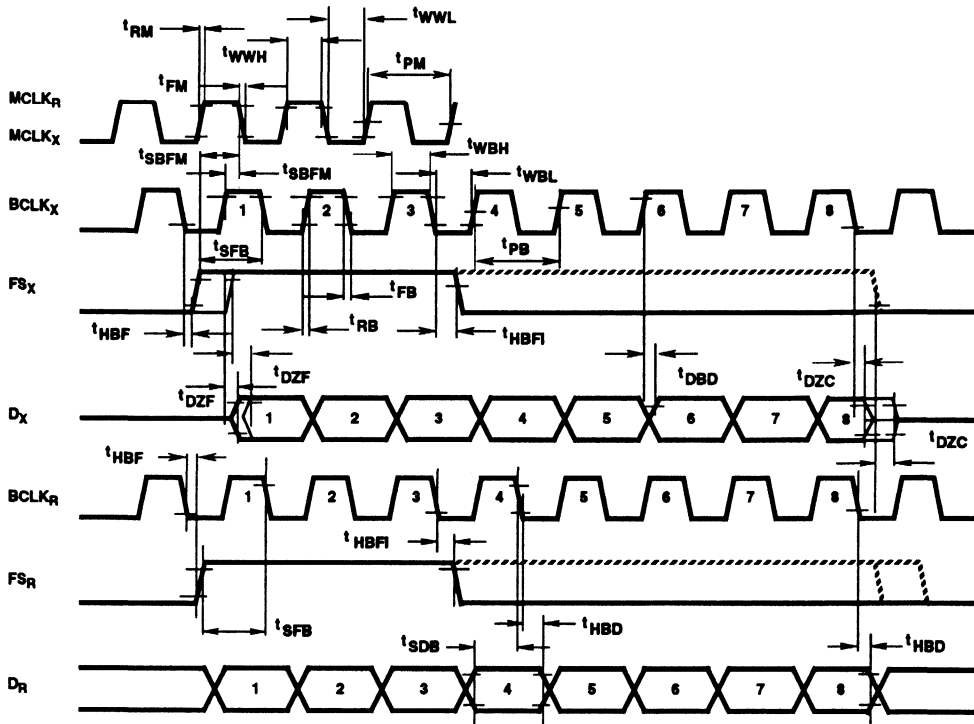 tRM
tWWH
tWWL
tFM
tPM
MCLKR
MCLKX
tSBFM
tSBFM
tWBH
tWBL
BCLKX
1 2 3 4 5 6 7 8
tSFB
tPB
FSX
tFB
tHBF
tRB
tHBFI
tDZF
tDZF
tDBD
tDZC
DX
1 2 3 4 5 6 7 8
tDZC
tHBF
BCLKR
1 2 3 4 5 6 7 8
tHBFI
FSR
tSFB
tSDB
tHBD
tHBD
DR
1 2 3 4 5 6 7 8